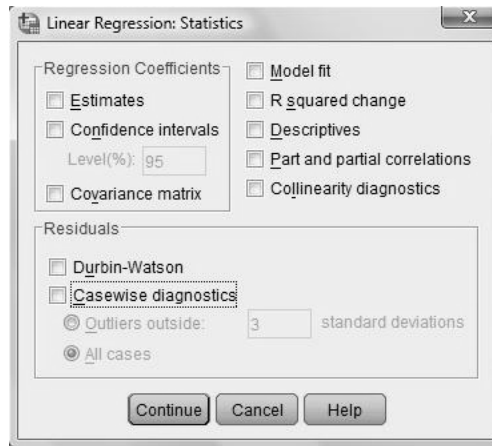 Linear Regression: Statistics
X
Regression Coefficients
Estimates
Confidence intervals
Level(%): 95
Covariance matrix
Model fit
R squared change
Descriptives
Part and partial correlations
Collinearity diagnostics
Residuals
Durbin-Watson
Casewise diagnostics
Outliers outside: 3 standard deviations
All cases
Continue Cancel Help